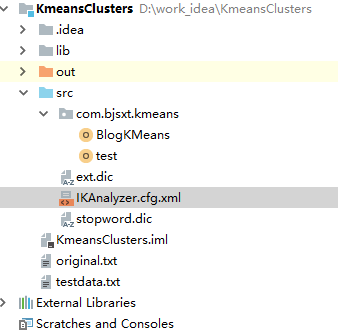 KmeansClusters D:\work_idea\KmeansClusters
.idea
lib
out
src
com.bjsxt.kmeans
BlogKMeans
test
ext.dic
IKAnalyzer.cfg.xml
stopword.dic
KmeansClusters.iml
original.txt
testdata.txt
External Libraries
Scratches and Consoles